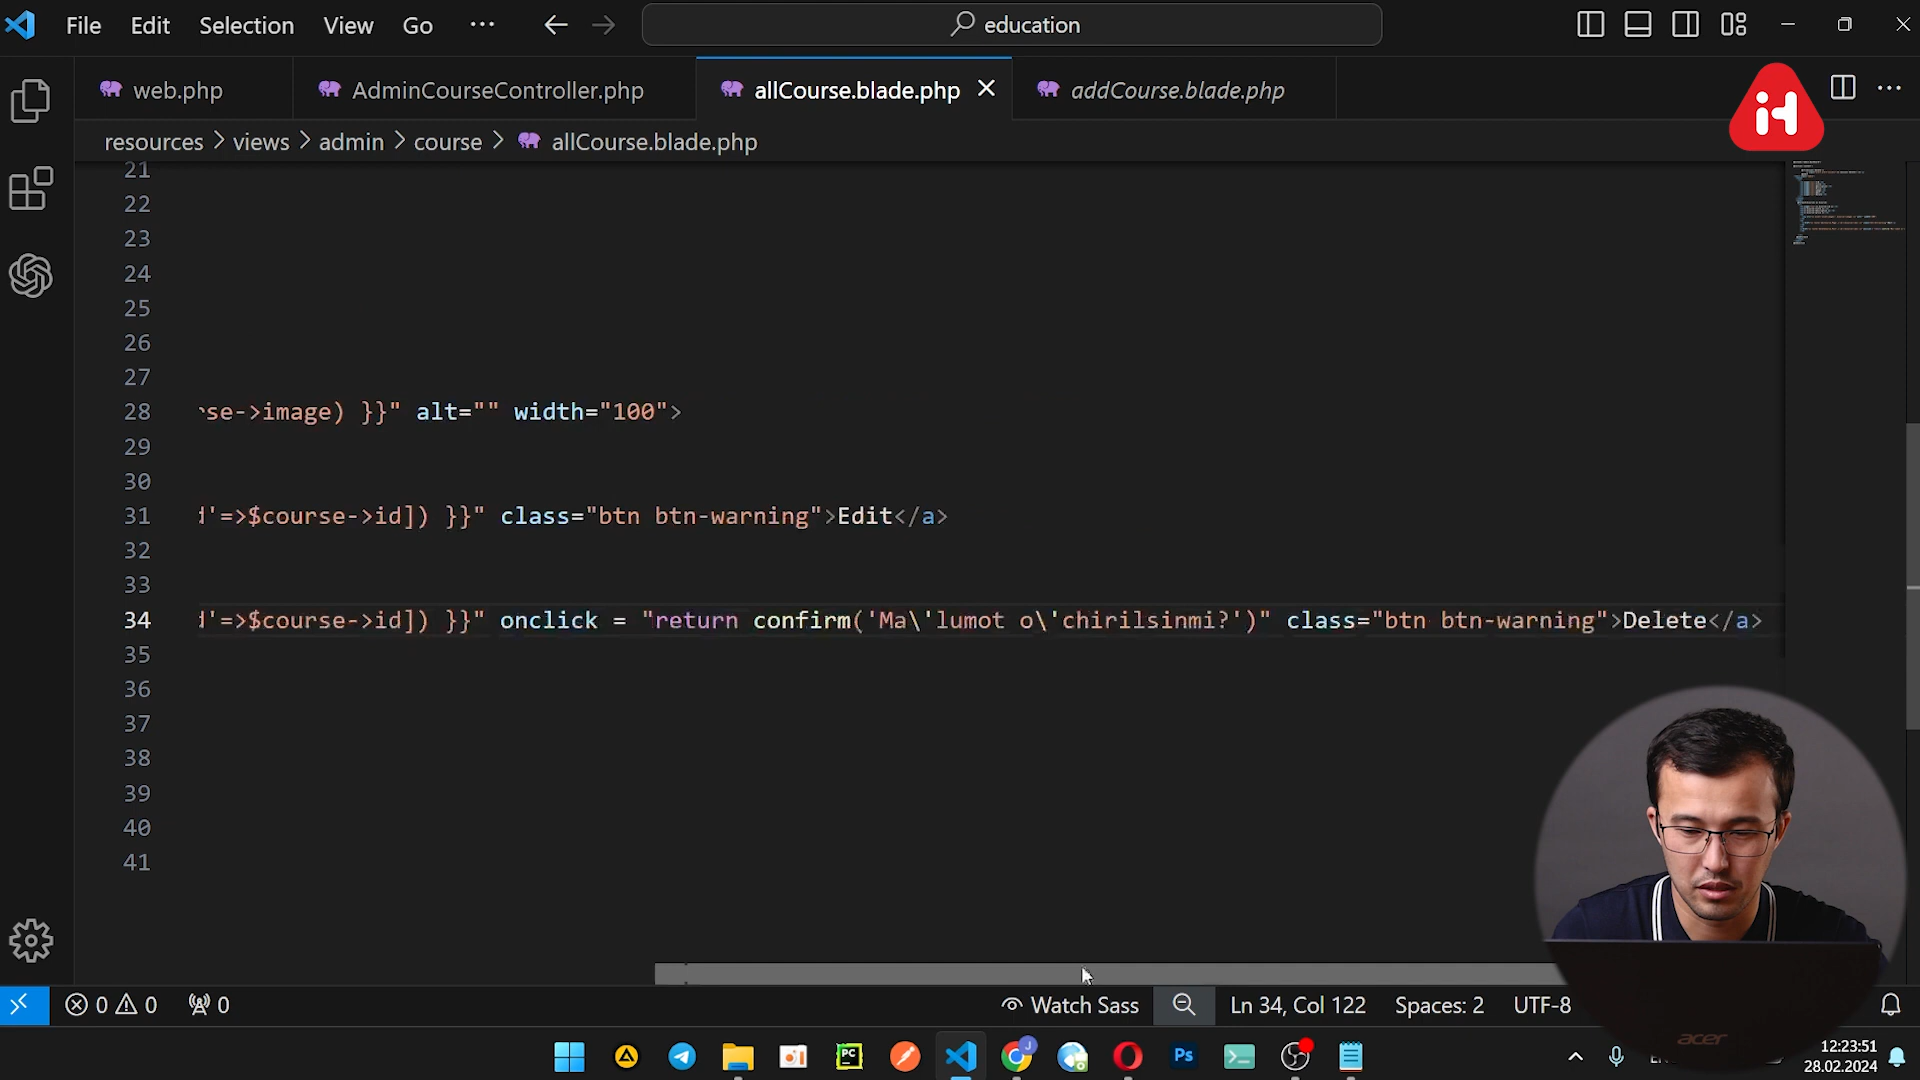 File Edit Selection View Go ··· education
web.php AdminCourseController.php allCourse.blade.php addCourse.blade.php
resources > views > admin > course > allCourse.blade.php
21
22
23
24
25
26
27
28 se->image) }}" alt="" width="100">
29
30
31 d'=>$course->id]) }}" class="btn btn-warning">Edit</a>
32
33
34 d'=>$course->id]) }}" onclick = "return confirm('Ma\'lumot o\'chirilsinmi?')" class="btn btn-warning">Delete</a>
35
36
37
38
39
40
41
0 0 0 Watch Sass Ln 34, Col 122 Spaces: 2 UTF-8
acer
PC J Ps 12:23:51
28.02.2024